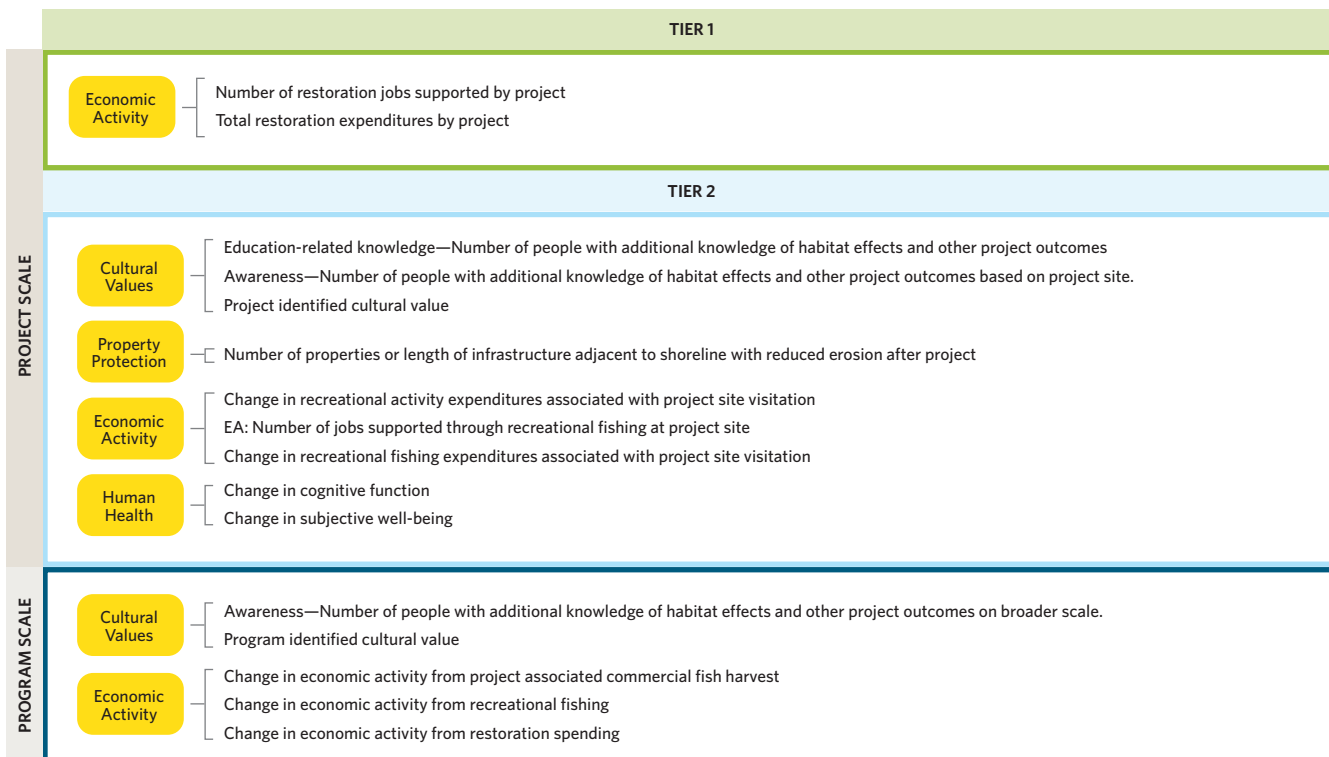 TIER 1
PROJECT SCALE
Economic
Activity
Number of restoration jobs supported by project
Total restoration expenditures by project
TIER 2
Cultural
Values
Education-related knowledge—Number of people with additional knowledge of habitat effects and other project outcomes
Awareness—Number of people with additional knowledge of habitat effects and other project outcomes based on project site.
Project identified cultural value
Property
Protection
Number of properties or length of infrastructure adjacent to shoreline with reduced erosion after project
Economic
Activity
Change in recreational activity expenditures associated with project site visitation
EA: Number of jobs supported through recreational fishing at project site
Change in recreational fishing expenditures associated with project site visitation
Human
Health
Change in cognitive function
Change in subjective well-being
PROGRAM SCALE
Cultural
Values
Awareness—Number of people with additional knowledge of habitat effects and other project outcomes on broader scale.
Program identified cultural value
Economic
Activity
Change in economic activity from project associated commercial fish harvest
Change in economic activity from recreational fishing
Change in economic activity from restoration spending